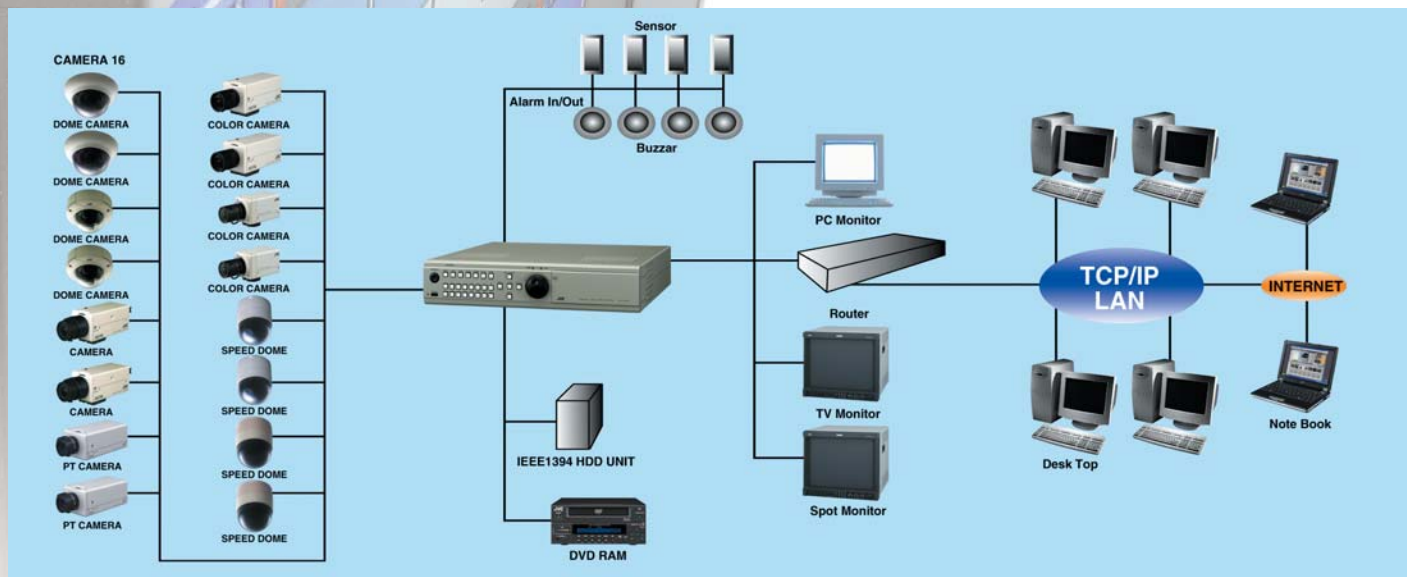 CAMERA 16
DOME CAMERA
DOME CAMERA
DOME CAMERA
DOME CAMERA
CAMERA
CAMERA
PT CAMERA
PT CAMERA
COLOR CAMERA
COLOR CAMERA
COLOR CAMERA
COLOR CAMERA
SPEED DOME
SPEED DOME
SPEED DOME
SPEED DOME
Sensor
Alarm In/Out
Buzzar
IEEE1394 HDD UNIT
DVD RAM
PC Monitor
Router
TV Monitor
Spot Monitor
TCP/IP
LAN
Desk Top
INTERNET
Note Book